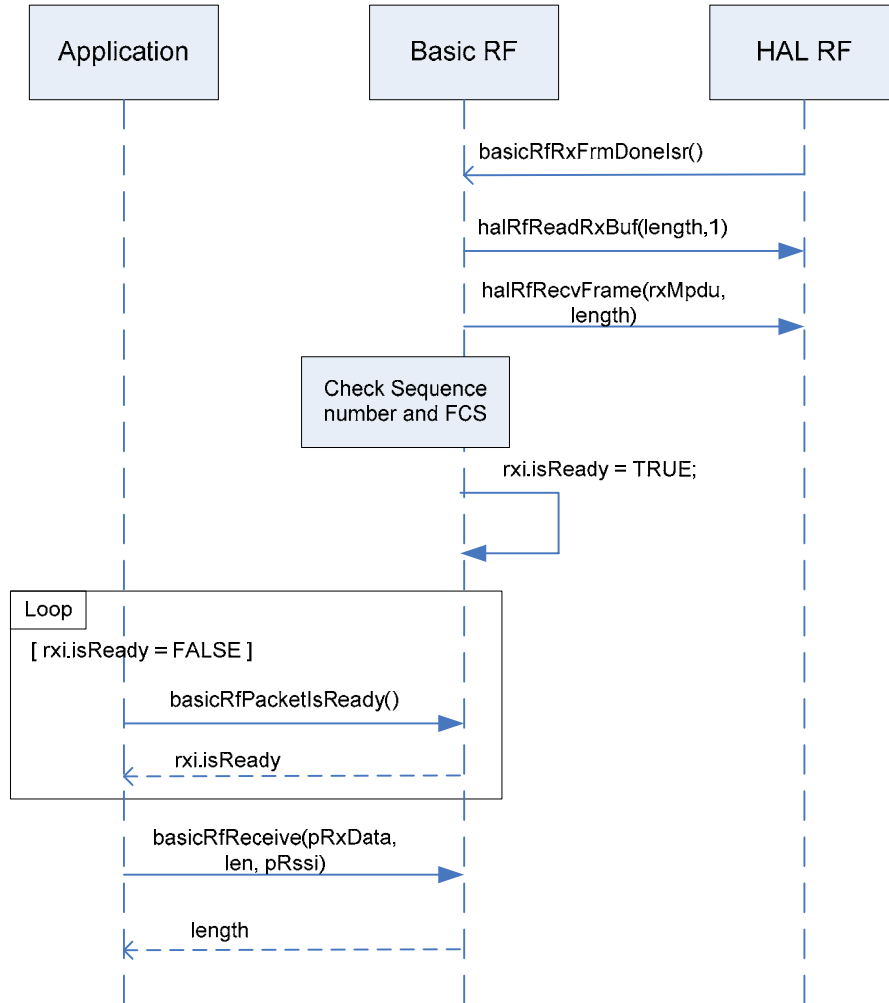 Application
Basic RF
HAL RF
basicRfRxFrmDoneIsr()
halRfReadRxBuf(length,1)
halRfRecvFrame(rxMpdu,
length)
Check Sequence
number and FCS
rxi.isReady = TRUE;
Loop
[ rxi.isReady = FALSE ]
basicRfPacketIsReady()
rxi.isReady
basicRfReceive(pRxData,
len, pRssi)
length